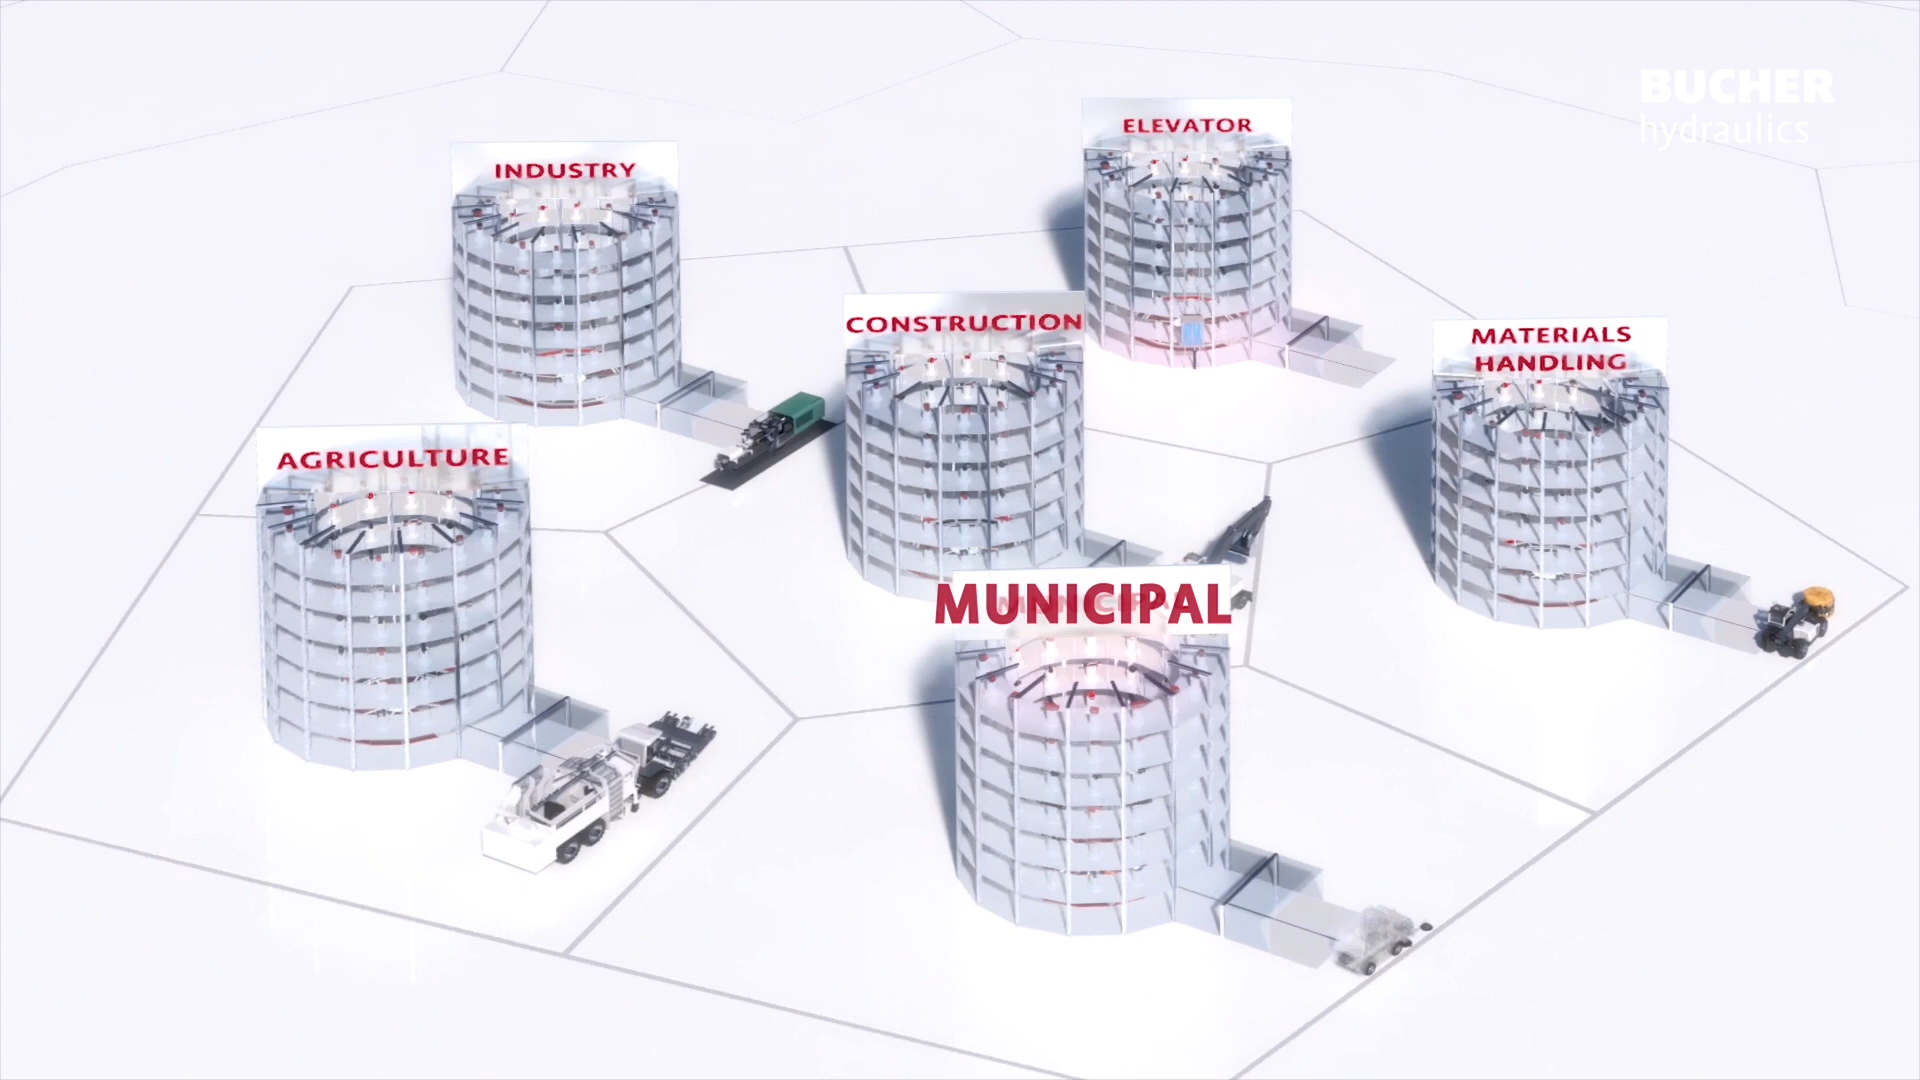 BUCHER
hydraulics
ELEVATOR
INDUSTRY
CONSTRUCTION
MATERIALS
HANDLING
AGRICULTURE
MUNICIPAL